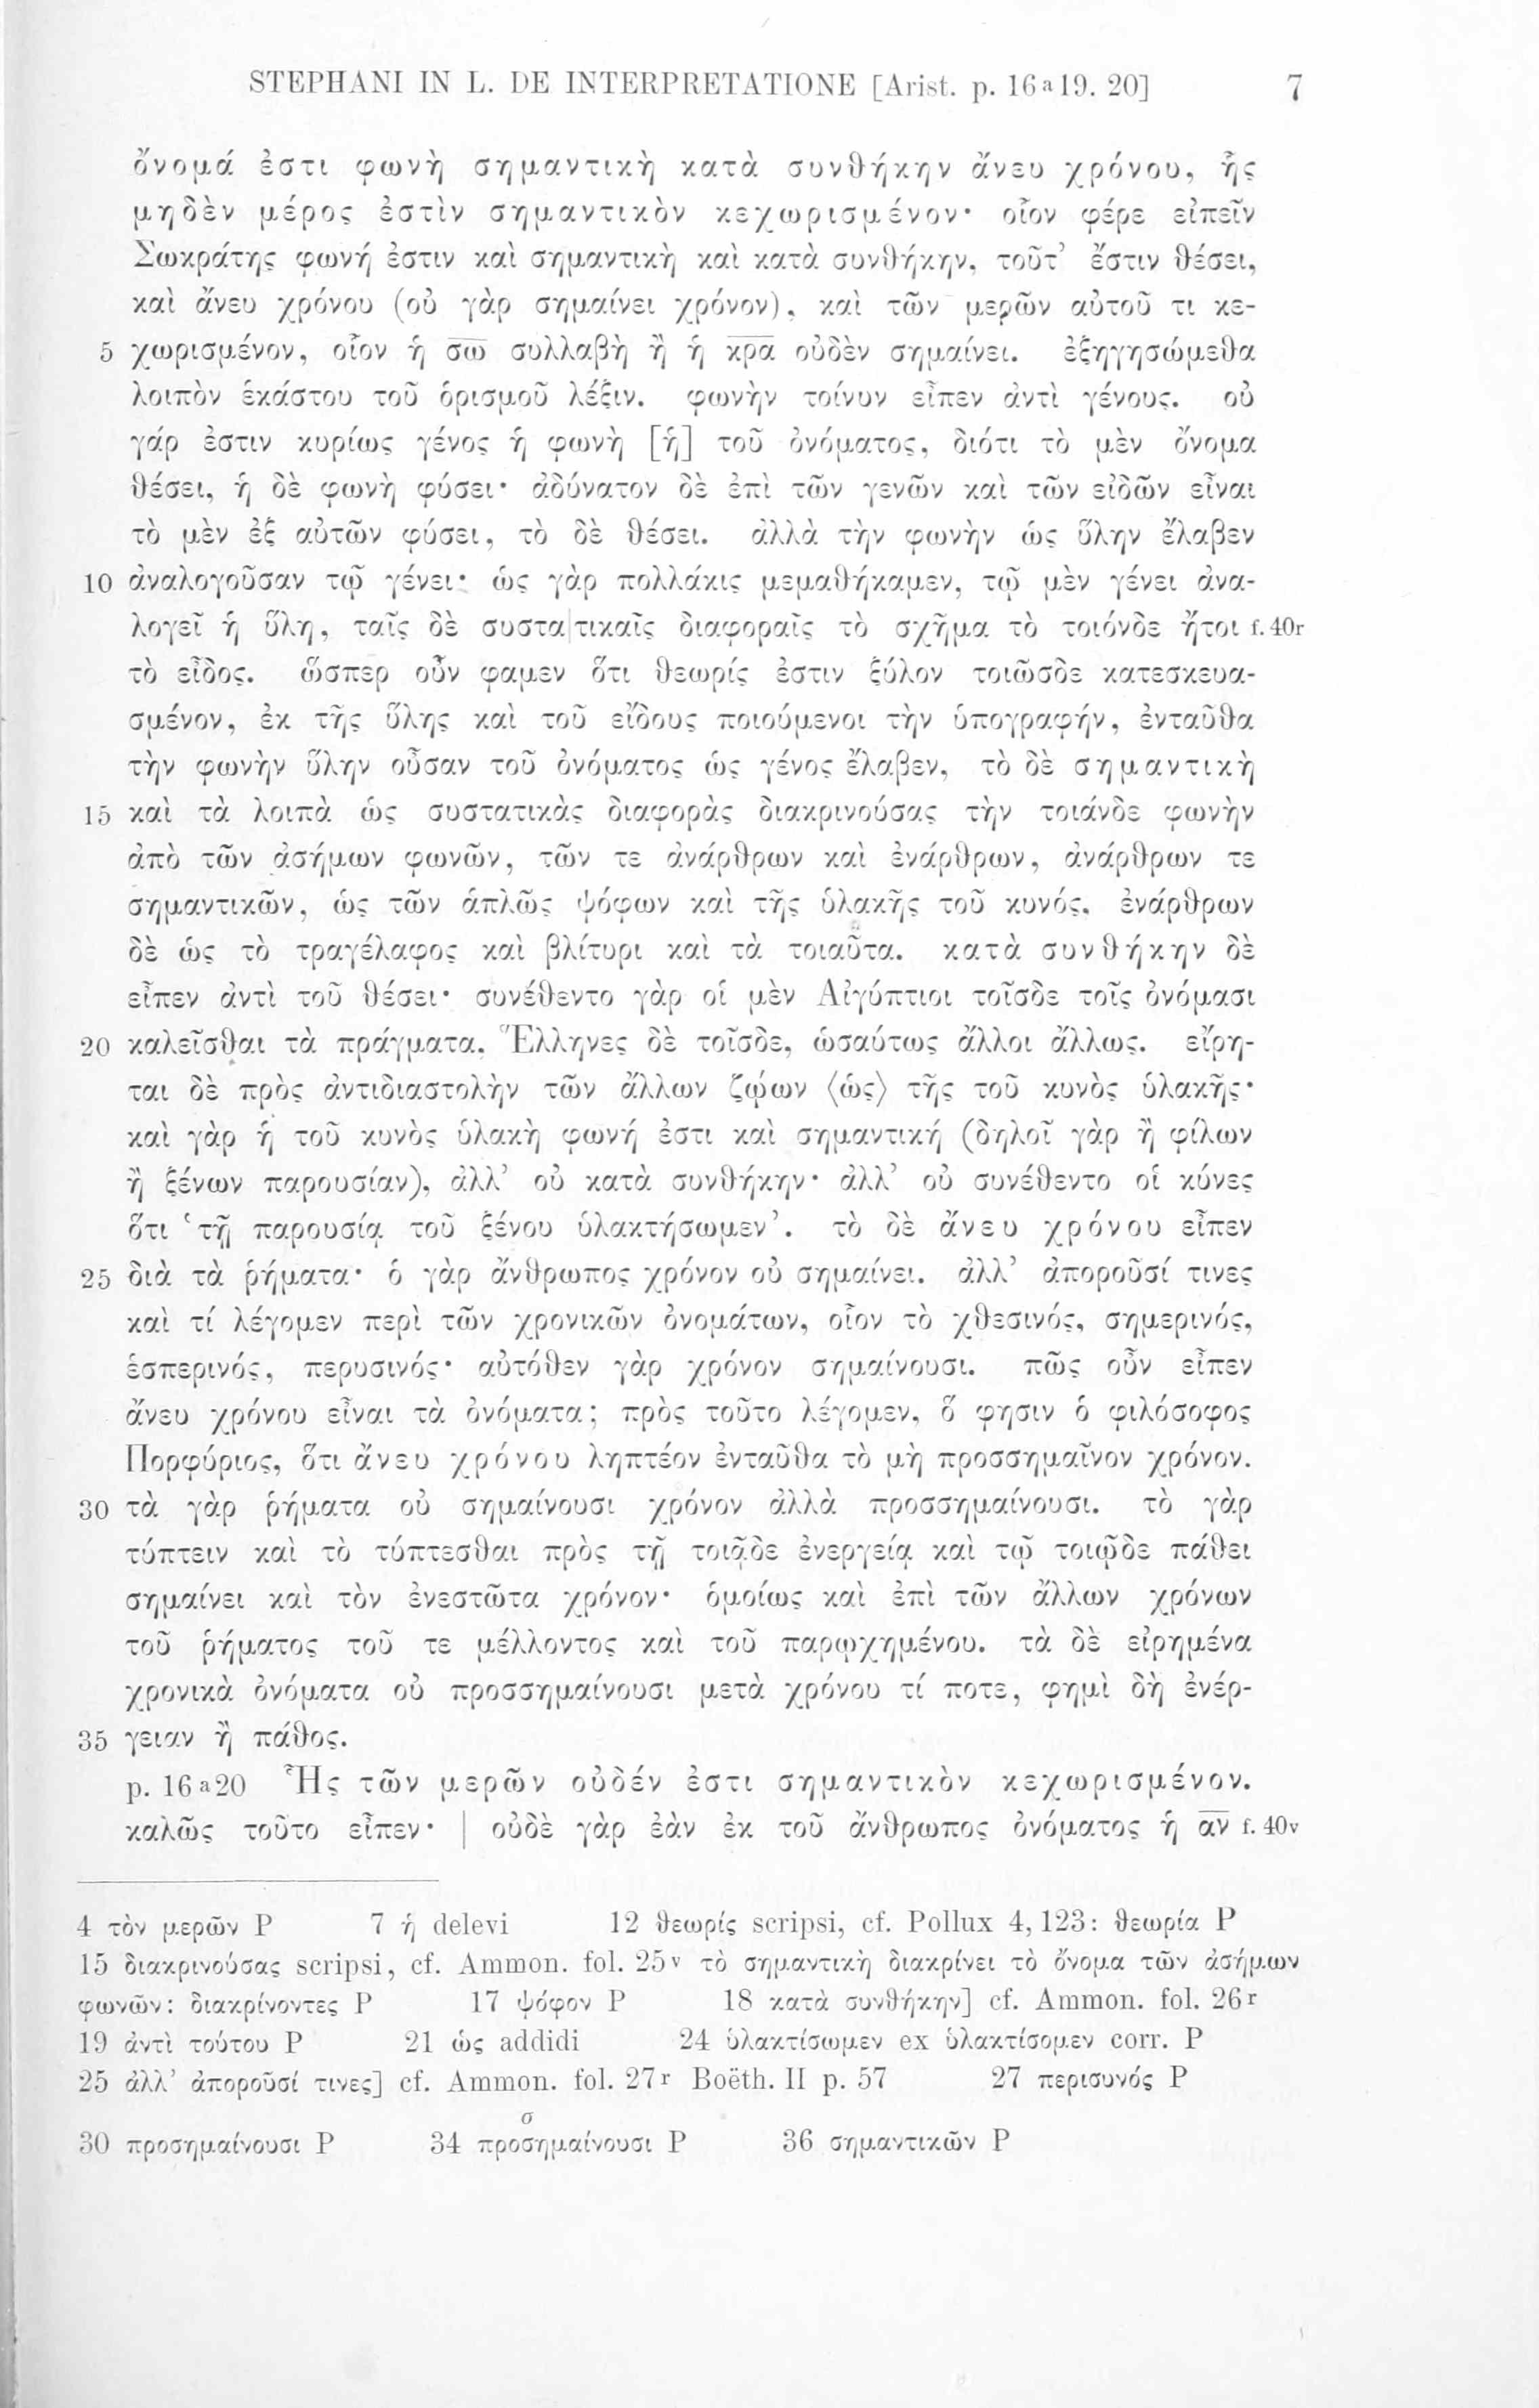 STEPHANI IN L. DE INTERPRETATIONE [Arist. p. 16a19. 20] 7
ὄνομά ἐστι φωνὴ σημαντικὴ κατὰ συνθήκην ἄνευ χρόνου, ἧς
μηδὲν μέρος ἐστὶν σημαντικὸν κεχωρισμένον· οἷον φέρε εἰπεῖν
Σωκράτης φωνή ἐστιν καὶ σημαντικὴ καὶ κατὰ συνθήκην, τοῦτ’ ἔστιν θέσει,
καὶ ἄνευ χρόνου (οὐ γὰρ σημαίνει χρόνον), καὶ τῶν μερῶν αὐτοῦ τι κε-
5 χωρισμένον, οἷον ἡ σω συλλαβὴ ἢ ἡ κρα οὐδὲν σημαίνει. ἐξηγησώμεθα
λοιπὸν ἑκάστου τοῦ ὁρισμοῦ λέξιν. φωνὴν τοίνυν εἶπεν ἀντὶ γένους. οὐ
γάρ ἐστιν κυρίως γένος ἡ φωνὴ [ἡ] τοῦ ὀνόματος, διότι τὸ μὲν ὄνομα
θέσει, ἡ δὲ φωνὴ φύσει· ἀδύνατον δὲ ἐπὶ τῶν γενῶν καὶ τῶν εἰδῶν εἶναι
τὸ μὲν ἐξ αὐτῶν φύσει, τὸ δὲ θέσει. ἀλλὰ τὴν φωνὴν ὡς ὕλην ἔλαβεν
10 ἀναλογοῦσαν τῷ γένει· ὡς γὰρ πολλάκις μεμαθήκαμεν, τῷ μὲν γένει ἀνα-
λογεῖ ἡ ὕλη, ταῖς δὲ συστα|τικαῖς διαφοραῖς τὸ σχῆμα τὸ τοιόνδε ἤτοι f. 40r
τὸ εἶδος. ὥσπερ οὖν φαμεν ὅτι θεωρίς ἐστιν ξύλον τοιῶσδε κατεσκευα-
σμένον, ἐκ τῆς ὕλης καὶ τοῦ εἴδους ποιούμενοι τὴν ὑπογραφήν, ἐνταῦθα
τὴν φωνὴν ὕλην οὖσαν τοῦ ὀνόματος ὡς γένος ἔλαβεν, τὸ δὲ σημαντικὴ
15 καὶ τὰ λοιπὰ ὡς συστατικὰς διαφορὰς διακρινούσας τὴν τοιάνδε φωνὴν
ἀπὸ τῶν ἀσήμων φωνῶν, τῶν τε ἀνάρθρων καὶ ἐνάρθρων, ἀνάρθρων τε
σημαντικῶν, ὡς τῶν ἁπλῶς ψόφων καὶ τῆς ὑλακῆς τοῦ κυνός, ἐνάρθρων
δὲ ὡς τὸ τραγέλαφος καὶ βλίτυρι καὶ τὰ τοιαῦτα. κατὰ συνθήκην δὲ
εἶπεν ἀντὶ τοῦ θέσει· συνέθεντο γὰρ οἱ μὲν Αἰγύπτιοι τοῖσδε τοῖς ὀνόμασι
20 καλεῖσθαι τὰ πράγματα, Ἕλληνες δὲ τοῖσδε, ὡσαύτως ἄλλοι ἄλλως. εἴρη-
ται δὲ πρὸς ἀντιδιαστολὴν τῶν ἄλλων ζῴων ⟨ὡς⟩ τῆς τοῦ κυνὸς ὑλακῆς·
καὶ γὰρ ἡ τοῦ κυνὸς ὑλακὴ φωνή ἐστι καὶ σημαντική (δηλοῖ γὰρ ἢ φίλων
ἢ ξένων παρουσίαν), ἀλλ’ οὐ κατὰ συνθήκην· ἀλλ’ οὐ συνέθεντο οἱ κύνες
ὅτι ‘τῇ παρουσίᾳ τοῦ ξένου ὑλακτήσωμεν’. τὸ δὲ ἄνευ χρόνου εἶπεν
25 διὰ τὰ ῥήματα· ὁ γὰρ ἄνθρωπος χρόνον οὐ σημαίνει. ἀλλ’ ἀποροῦσί τινες
καὶ τί λέγομεν περὶ τῶν χρονικῶν ὀνομάτων, οἷον τὸ χθεσινός, σημερινός,
ἑσπερινός, περυσινός· αὐτόθεν γὰρ χρόνον σημαίνουσι. πῶς οὖν εἶπεν
ἄνευ χρόνου εἶναι τὰ ὀνόματα; πρὸς τοῦτο λέγομεν, ὅ φησιν ὁ φιλόσοφος
Πορφύριος, ὅτι ἄνευ χρόνου ληπτέον ἐνταῦθα τὸ μὴ προσσημαῖνον χρόνον.
30 τὰ γὰρ ῥήματα οὐ σημαίνουσι χρόνον ἀλλὰ προσσημαίνουσι. τὸ γὰρ
τύπτειν καὶ τὸ τύπτεσθαι πρὸς τῇ τοιᾷδε ἐνεργείᾳ καὶ τῷ τοιῷδε πάθει
σημαίνει καὶ τὸν ἐνεστῶτα χρόνον· ὁμοίως καὶ ἐπὶ τῶν ἄλλων χρόνων
τοῦ ῥήματος τοῦ τε μέλλοντος καὶ τοῦ παρῳχημένου. τὰ δὲ εἰρημένα
χρονικὰ ὀνόματα οὐ προσσημαίνουσι μετὰ χρόνου τί ποτε, φημὶ δὴ ἐνέρ-
35 γειαν ἢ πάθος.
p. 16a20 Ἧς τῶν μερῶν οὐδέν ἐστι σημαντικὸν κεχωρισμένον.
καλῶς τοῦτο εἶπεν· | οὐδὲ γὰρ ἐὰν ἐκ τοῦ ἄνθρωπος ὀνόματος ἡ αν f. 40v
4 τὸν μερῶν P 7 ἡ delevi 12 θεωρίς scripsi, cf. Pollux 4,123: θεωρία P
15 διακρινούσας scripsi, cf. Ammon. fol. 25v τὸ σημαντικὴ διακρίνει τὸ ὄνομα τῶν ἀσήμων
φωνῶν: διακρίνοντες P 17 ψόφον P 18 κατὰ συνθήκην] cf. Ammon. fol. 26r
19 ἀντὶ τούτου P 21 ὡς addidi 24 ὑλακτίσωμεν ex ὑλακτίσομεν corr. P
25 ἀλλ’ ἀποροῦσί τινες] cf. Ammon. fol. 27r Boëth. II p. 57 27 περισυνός P
30 προσημαίνουσι P 34 προσημαίνουσι P 36 σημαντικῶν P